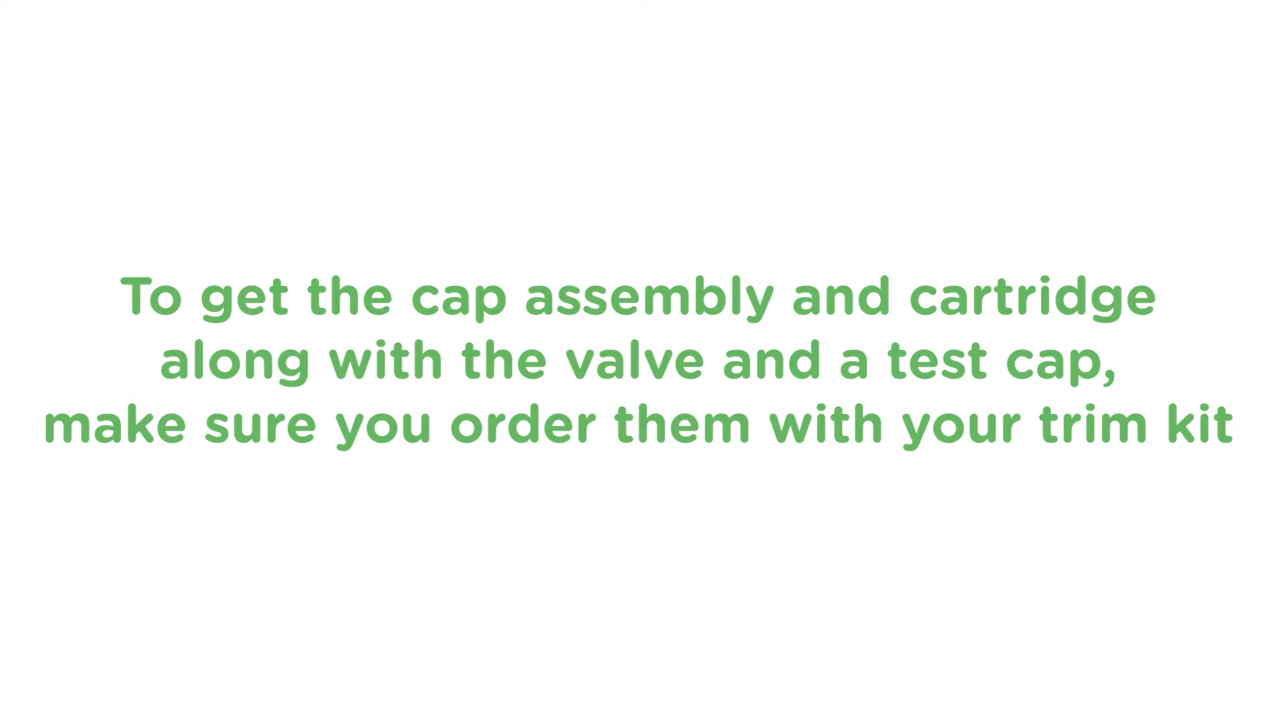 To get the cap assembly and cartridge
along with the valve and a test cap,
make sure you order them with your trim kit